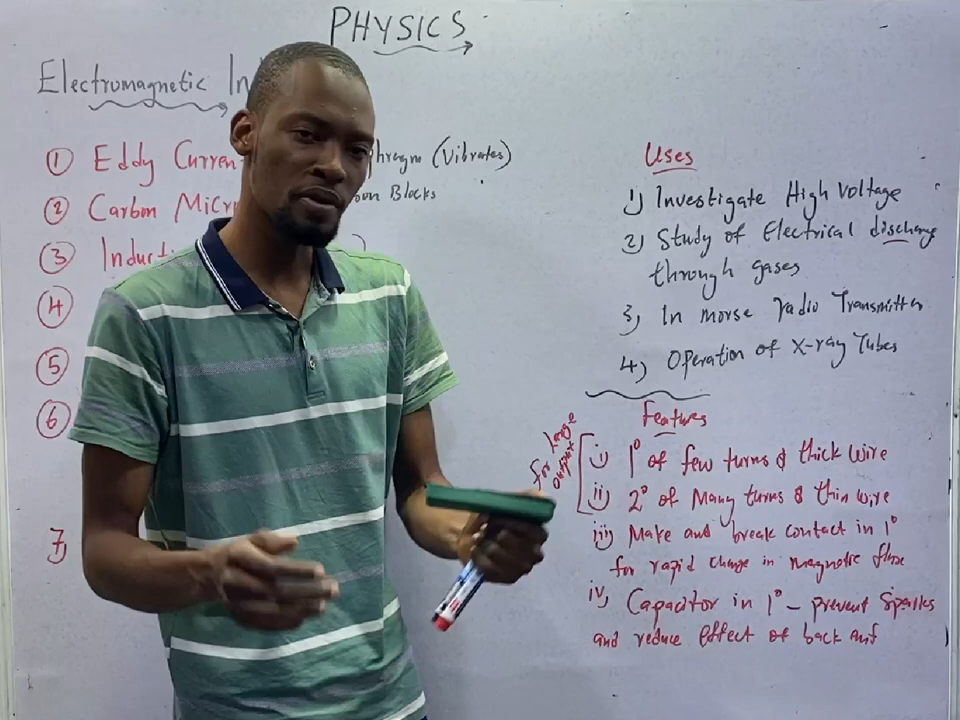 PHYSICS
Electromagnetic In
① Eddy Curren
hragm (Vibrates)
② Carbon Micr
bon Blocks
③ Induct
④
⑤
⑥
7)
Uses
1) Investigate High Voltage
2) Study of Electrical discharge
through gases
3) In morse radio Transmitter
4) Operation of X-ray Tubes
Features
for large
output
i) 1° of few turns & thick wire
ii) 2° of Many turns & thin wire
iii) Make and break contact in 1°
for rapid change in magnetic flux
iv) Capacitor in 1° - prevent Sparks
and reduce effect of back emf